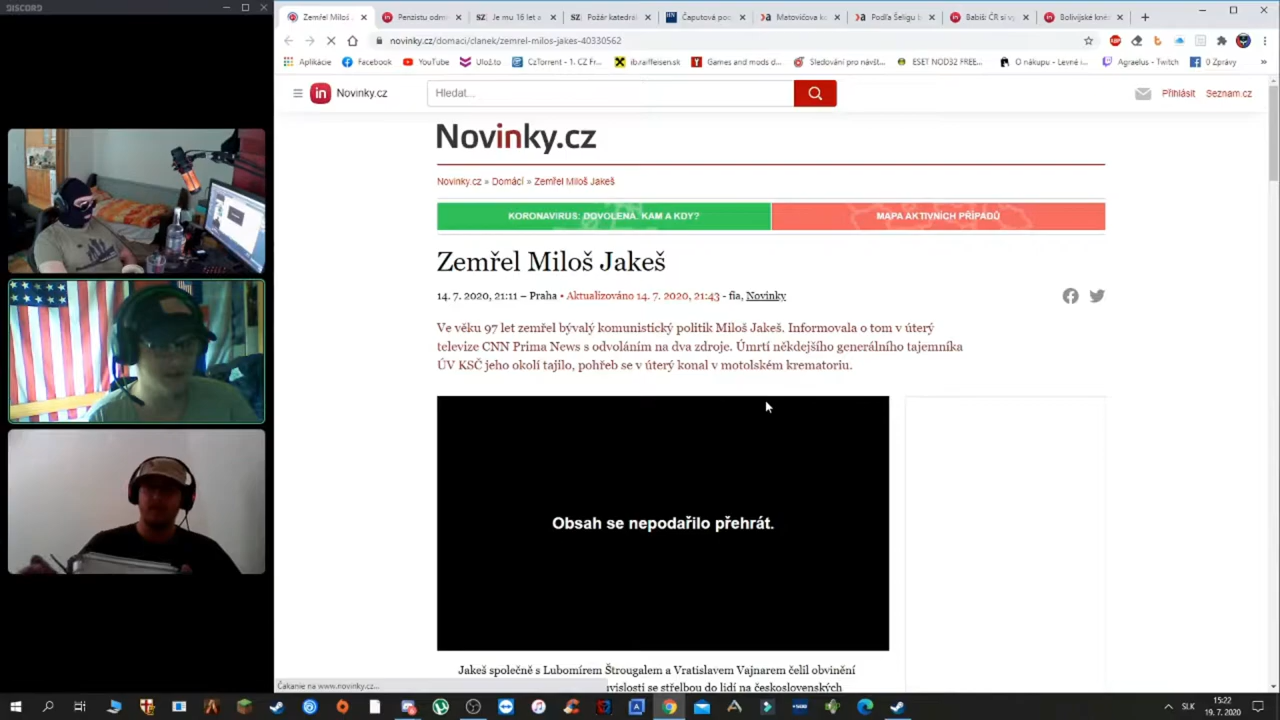 DISCORD
Zemřel Miloš
Penzistu odm
Je mu 16 let a
Požár katedrál
Čaputová poc
Matovičova ko
Podľa Šeligu b
Babiš: ČR si vy
Bolívijské kněž
novinky.cz/domaci/clanek/zemrel-milos-jakes-40330562
Aplikácie
Facebook
YouTube
Ulož.to
CzTorrent - 1. CZ Fr...
ib.raiffeisen.sk
Games and mods d...
Sledování pro návšt...
ESET NOD32 FREE...
O nákupu - Levné i...
Agraelus - Twitch
0 Zprávy
Novinky.cz
Hledat...
Přihlásit
Seznam.cz
Novinky.cz
Novinky.cz » Domácí » Zemřel Miloš Jakeš
KORONAVIRUS: DOVOLENÁ. KAM A KDY?
MAPA AKTIVNÍCH PŘÍPADŮ
Zemřel Miloš Jakeš
14. 7. 2020, 21:11 – Praha • Aktualizováno 14. 7. 2020, 21:43 - fia, Novinky
Ve věku 97 let zemřel bývalý komunistický politik Miloš Jakeš. Informovala o tom v úterý
televize CNN Prima News s odvoláním na dva zdroje. Úmrtí někdejšího generálního tajemníka
ÚV KSČ jeho okolí tajilo, pohřeb se v úterý konal v motolském krematoriu.
Obsah se nepodařilo přehrát.
Jakeš společně s Lubomírem Štrougalem a Vratislavem Vajnarem čelil obvinění
se střelbou do lidí na československých
Čakanie na www.novinky.cz...
SLK
15:22
19. 7. 2020